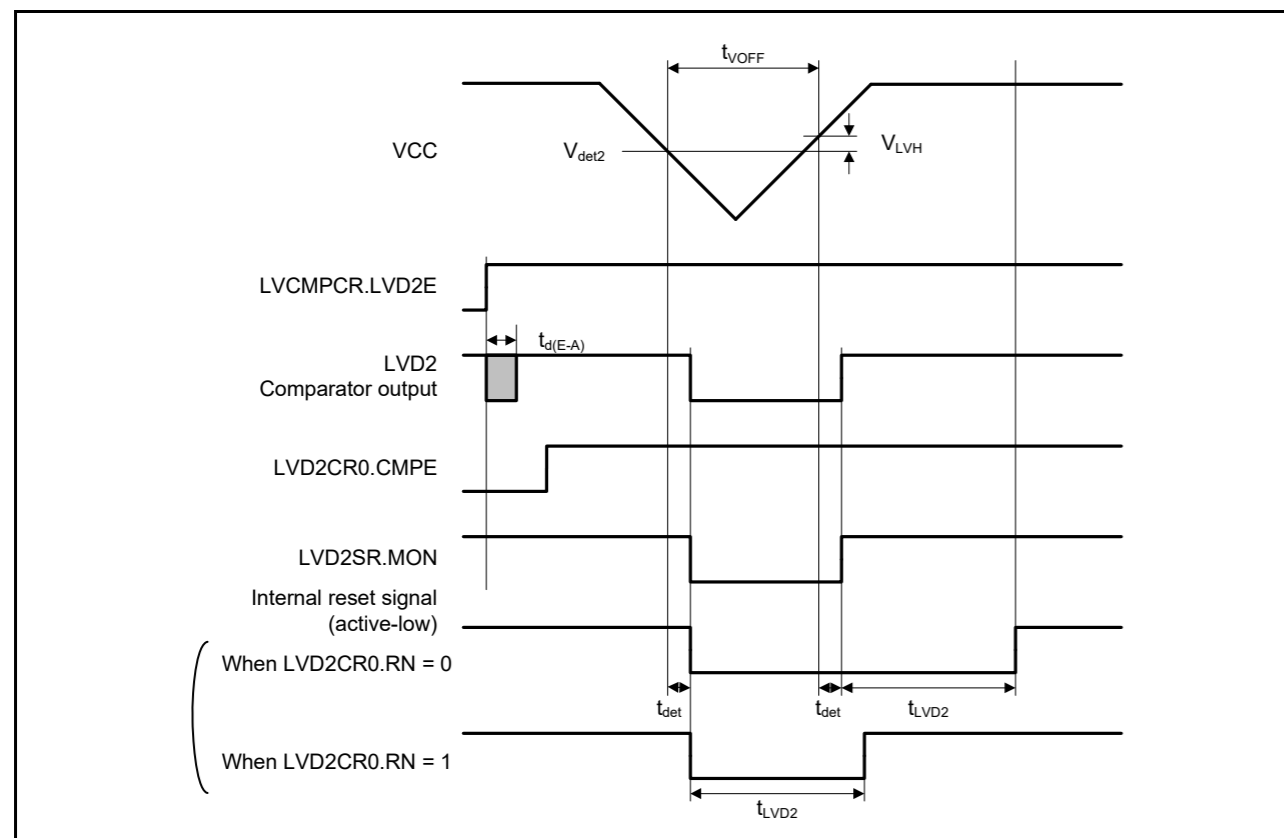 tVOFF
VCC
Vdet2
VLVH
LVCMPCR.LVD2E
td(E-A)
LVD2
Comparator output
LVD2CR0.CMPE
LVD2SR.MON
Internal reset signal
(active-low)
When LVD2CR0.RN = 0
tdet
tdet
tLVD2
When LVD2CR0.RN = 1
tLVD2